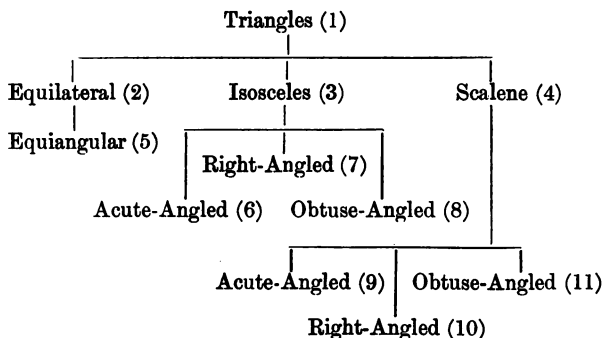 Triangles (1)
Equilateral (2) Isosceles (3) Scalene (4)
Equiangular (5)
Right-Angled (7)
Acute-Angled (6) Obtuse-Angled (8)
Acute-Angled (9) Obtuse-Angled (11)
Right-Angled (10)